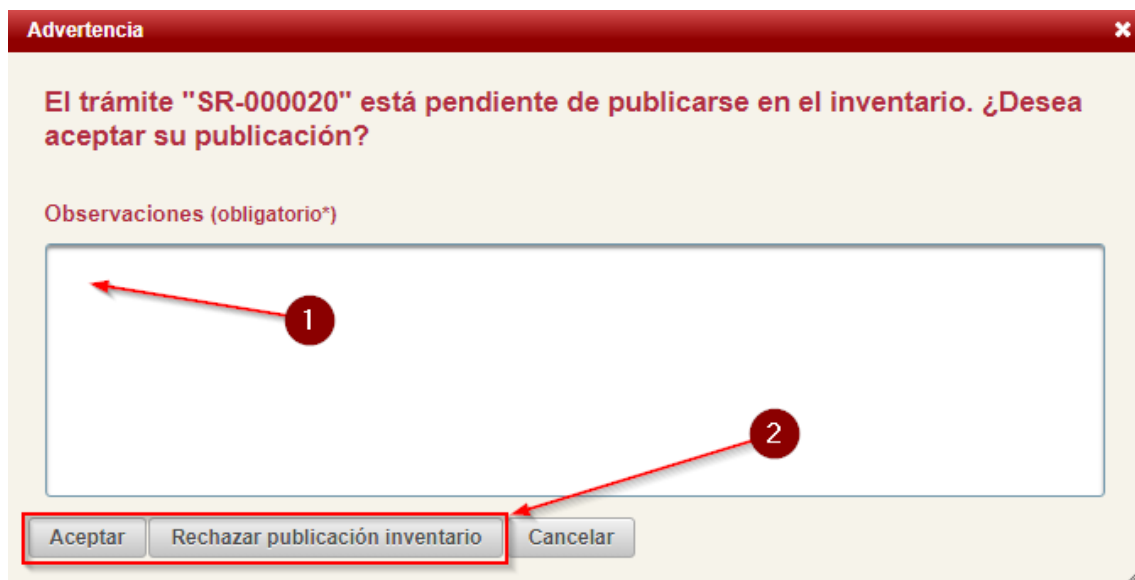 Advertencia
El trámite "SR-000020" está pendiente de publicarse en el inventario. ¿Desea
aceptar su publicación?
Observaciones (obligatorio*)
1
2
Aceptar Rechazar publicación inventario Cancelar